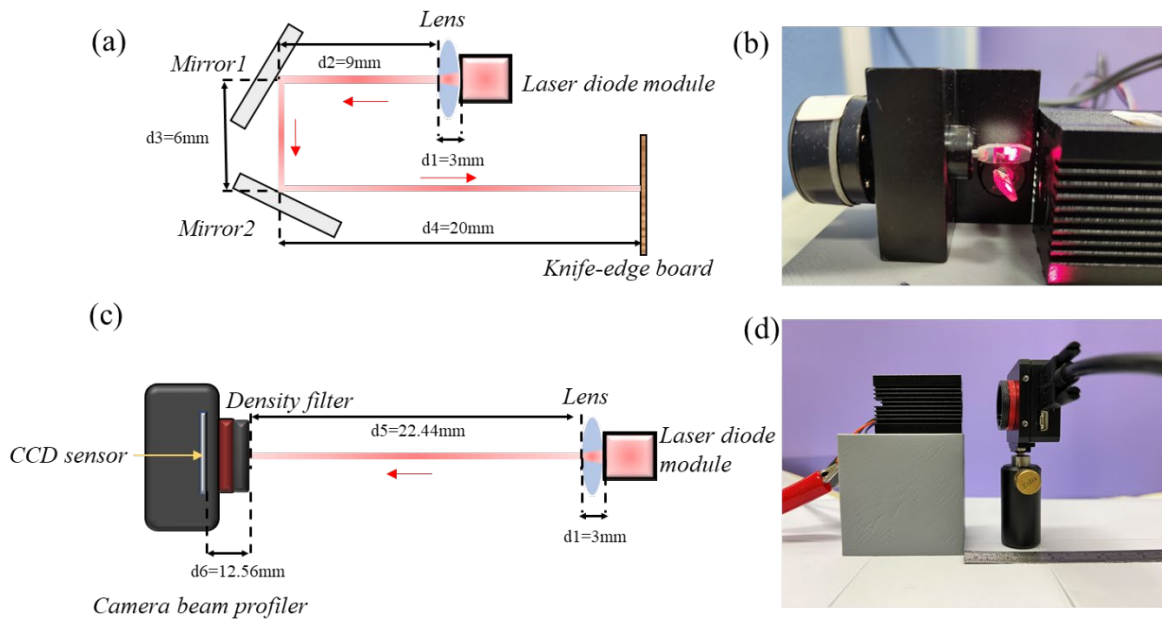 (a)
Lens
Mirror1
d2=9mm
Laser diode module
d3=6mm
d1=3mm
Mirror2
d4=20mm
Knife-edge board
(b)
(c)
Density filter
Lens
d5=22.44mm
CCD sensor
Laser diode
module
d1=3mm
d6=12.56mm
Camera beam profiler
(d)